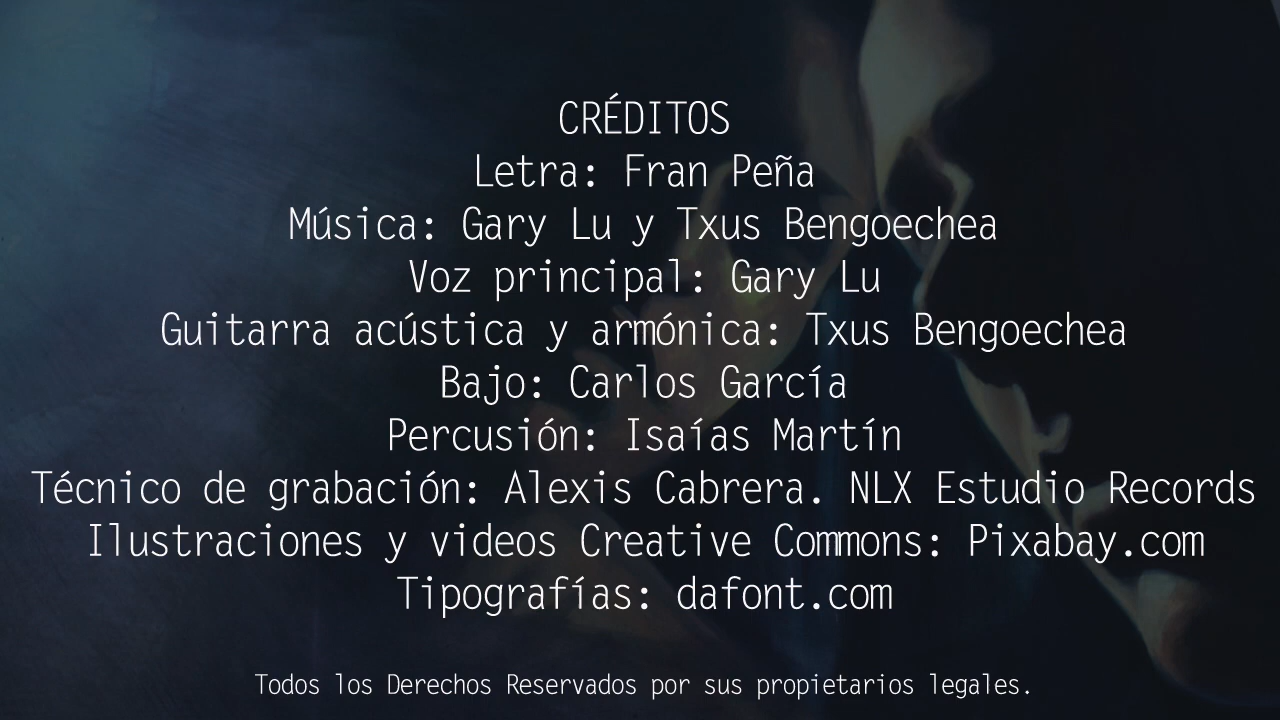 CRÉDITOS
Letra: Fran Peña
Música: Gary Lu y Txus Bengoechea
Voz principal: Gary Lu
Guitarra acústica y armónica: Txus Bengoechea
Bajo: Carlos García
Percusión: Isaías Martín
Técnico de grabación: Alexis Cabrera. NLX Estudio Records
Ilustraciones y videos Creative Commons: Pixabay.com
Tipografías: dafont.com
Todos los Derechos Reservados por sus propietarios legales.